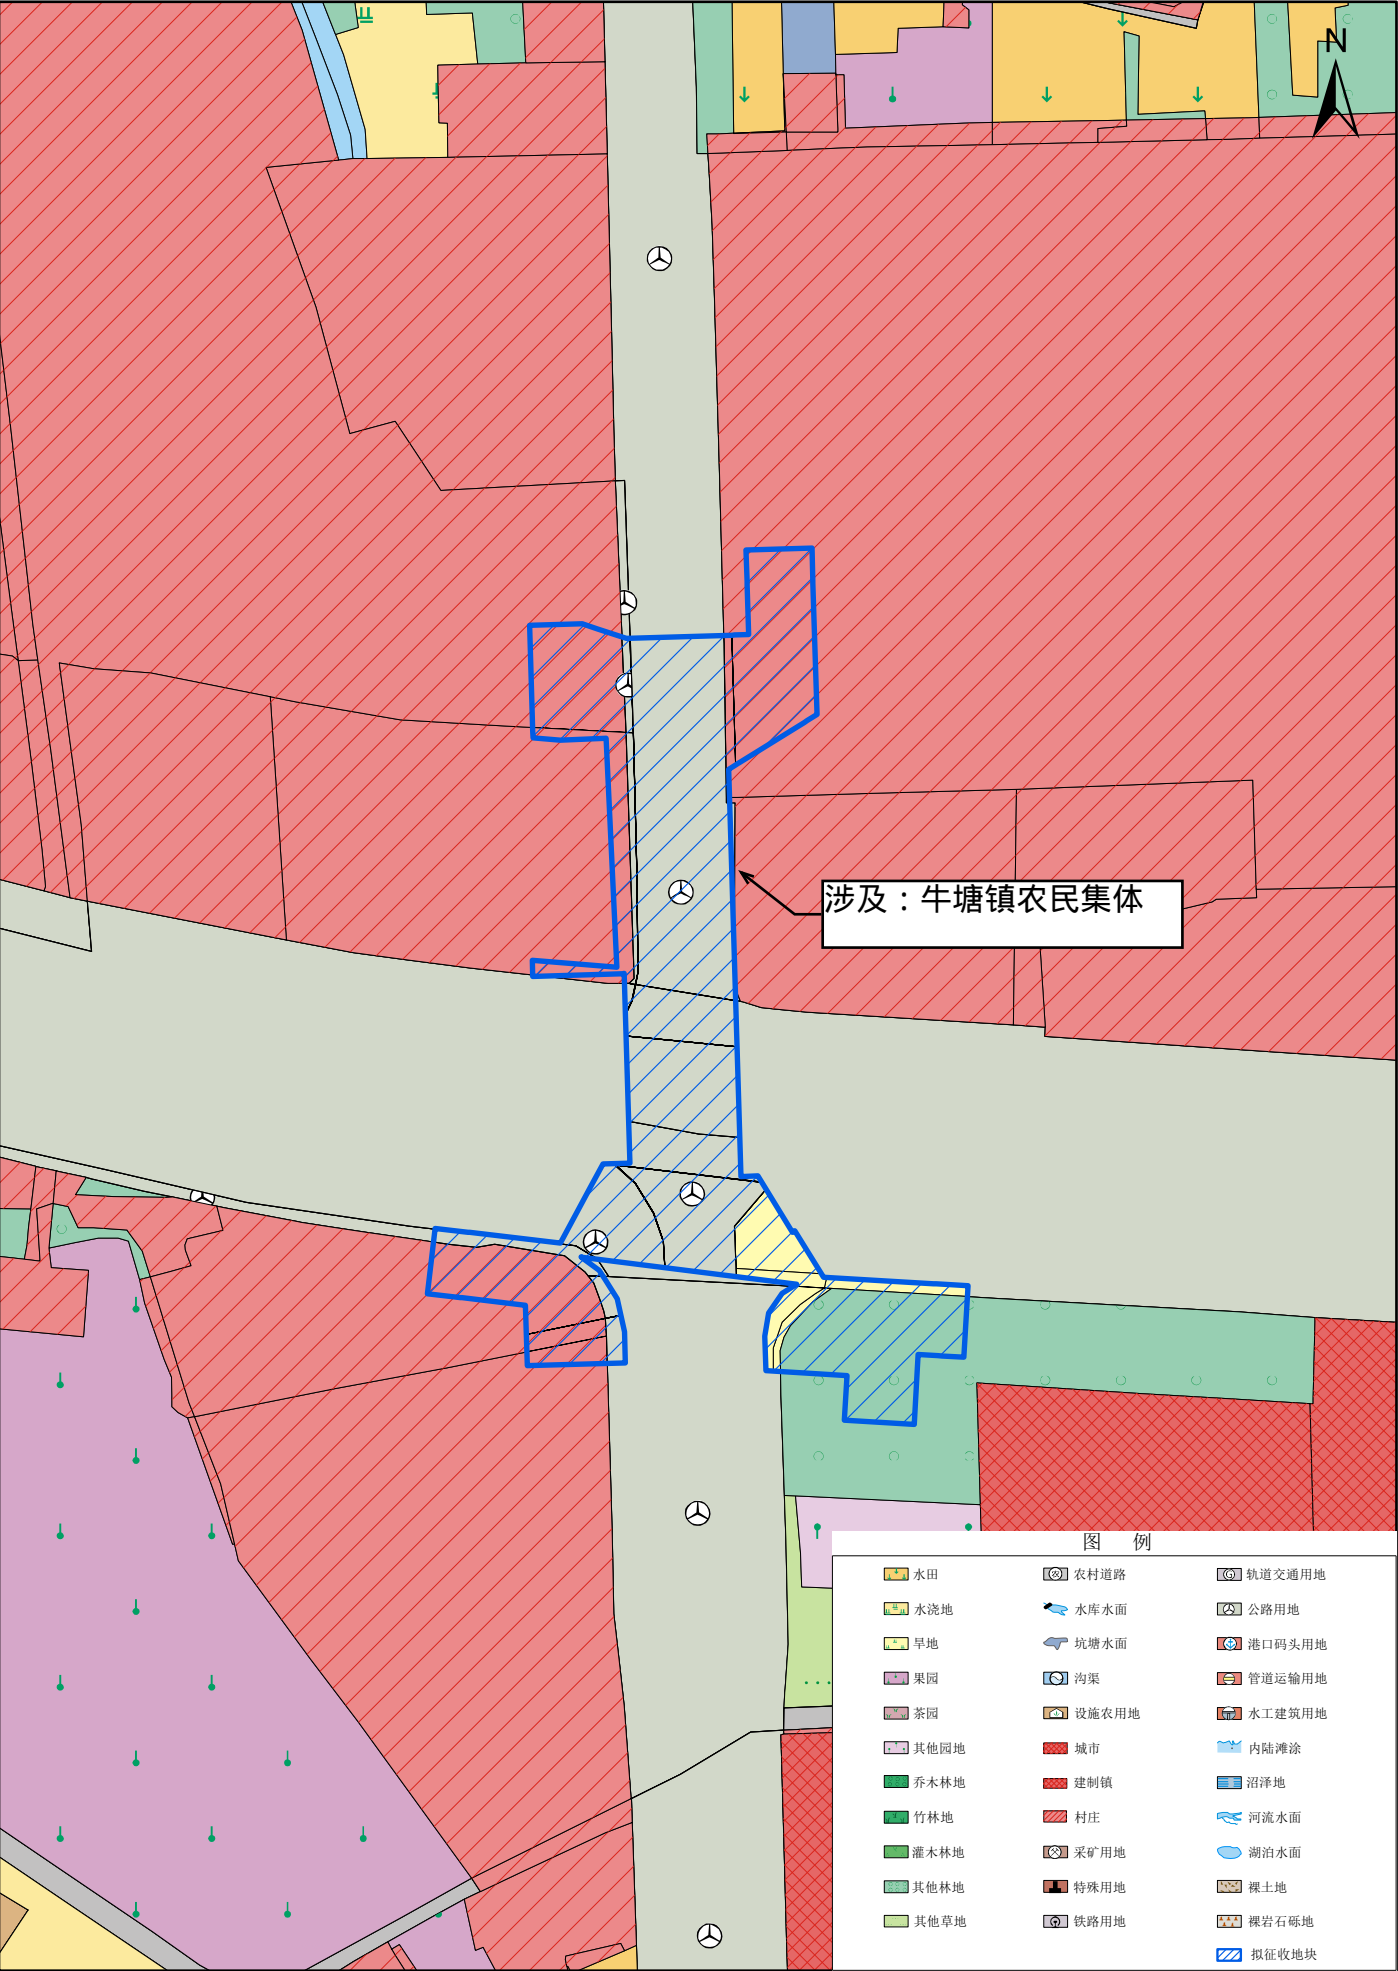 N
涉及：牛塘镇农民集体
图 例
水田
农村道路
轨道交通用地
水浇地
水库水面
公路用地
旱地
坑塘水面
港口码头用地
果园
沟渠
管道运输用地
茶园
设施农用地
水工建筑用地
其他园地
城市
内陆滩涂
乔木林地
建制镇
沼泽地
竹林地
村庄
河流水面
灌木林地
采矿用地
湖泊水面
其他林地
特殊用地
裸土地
其他草地
铁路用地
裸岩石砾地
拟征收地块